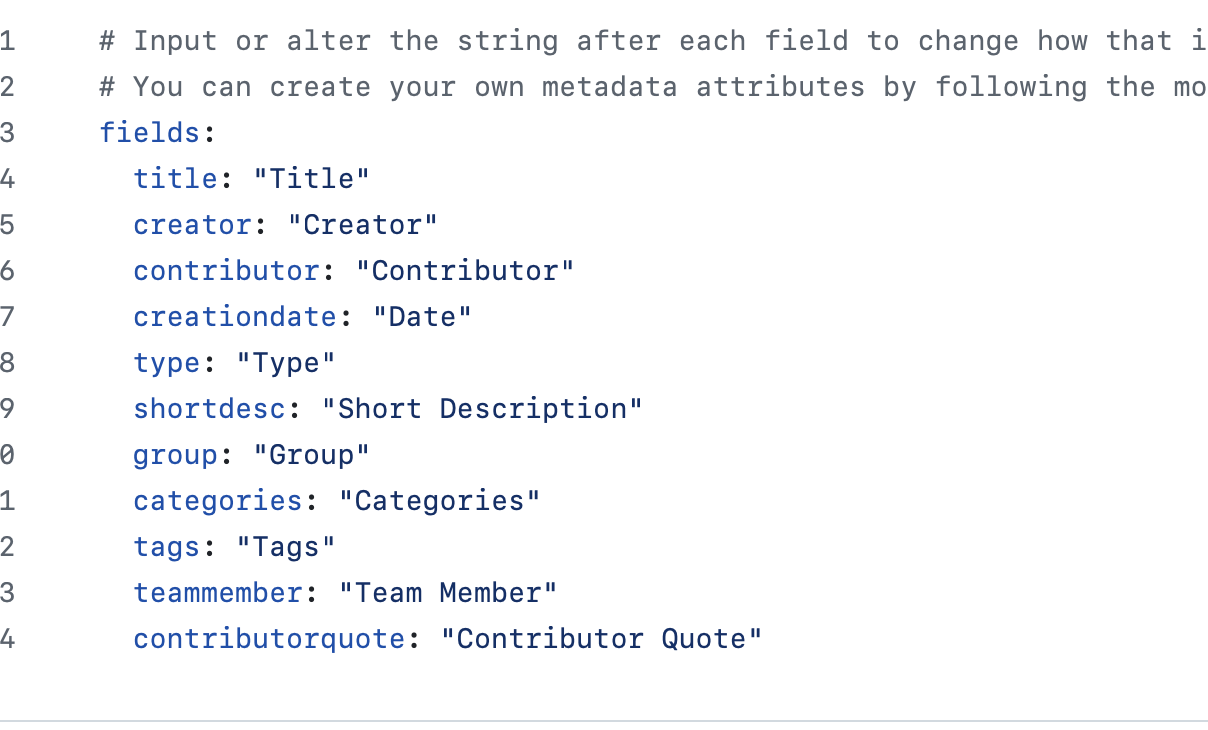 1 # Input or alter the string after each field to change how that i
2 # You can create your own metadata attributes by following the mo
3 fields:
4 title: "Title"
5 creator: "Creator"
6 contributor: "Contributor"
7 creationdate: "Date"
8 type: "Type"
9 shortdesc: "Short Description"
0 group: "Group"
1 categories: "Categories"
2 tags: "Tags"
3 teammember: "Team Member"
4 contributorquote: "Contributor Quote"